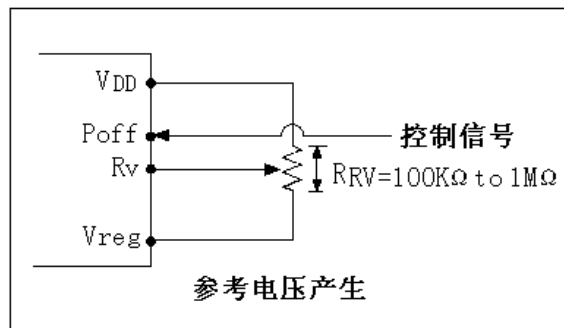 VDD
Poff
控制信号
Rv
RRV=100KΩ to 1MΩ
Vreg
参考电压产生